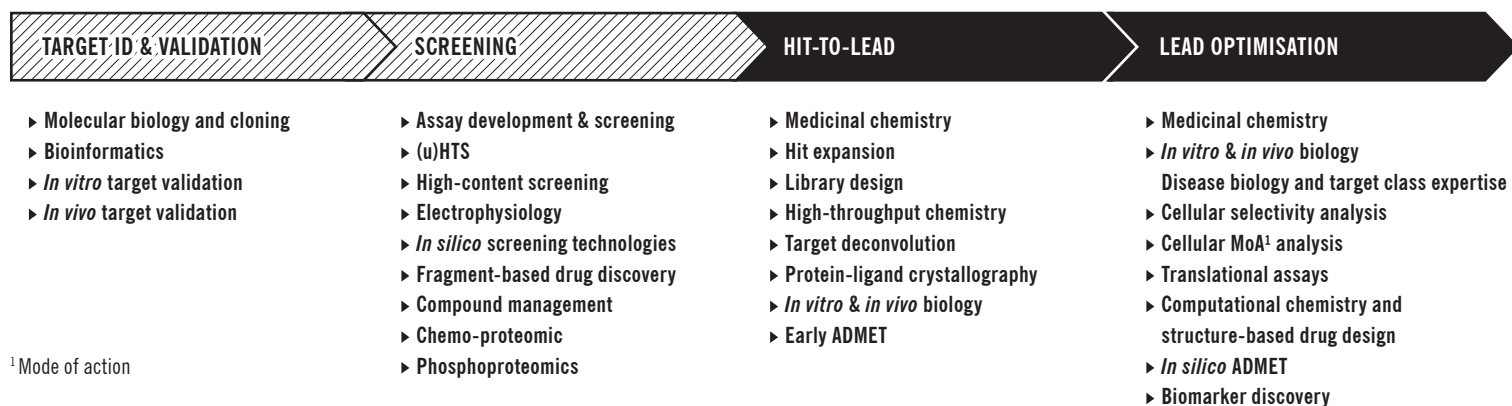 TARGET ID & VALIDATION
SCREENING
HIT-TO-LEAD
LEAD OPTIMISATION
▸ Molecular biology and cloning
▸ Bioinformatics
▸ In vitro target validation
▸ In vivo target validation
▸ Assay development & screening
▸ (u)HTS
▸ High-content screening
▸ Electrophysiology
▸ In silico screening technologies
▸ Fragment-based drug discovery
▸ Compound management
▸ Chemo-proteomic
▸ Phosphoproteomics
▸ Medicinal chemistry
▸ Hit expansion
▸ Library design
▸ High-throughput chemistry
▸ Target deconvolution
▸ Protein-ligand crystallography
▸ In vitro & in vivo biology
▸ Early ADMET
▸ Medicinal chemistry
▸ In vitro & in vivo biology
Disease biology and target class expertise
▸ Cellular selectivity analysis
▸ Cellular MoA¹ analysis
▸ Translational assays
▸ Computational chemistry and
structure-based drug design
▸ In silico ADMET
▸ Biomarker discovery
¹ Mode of action